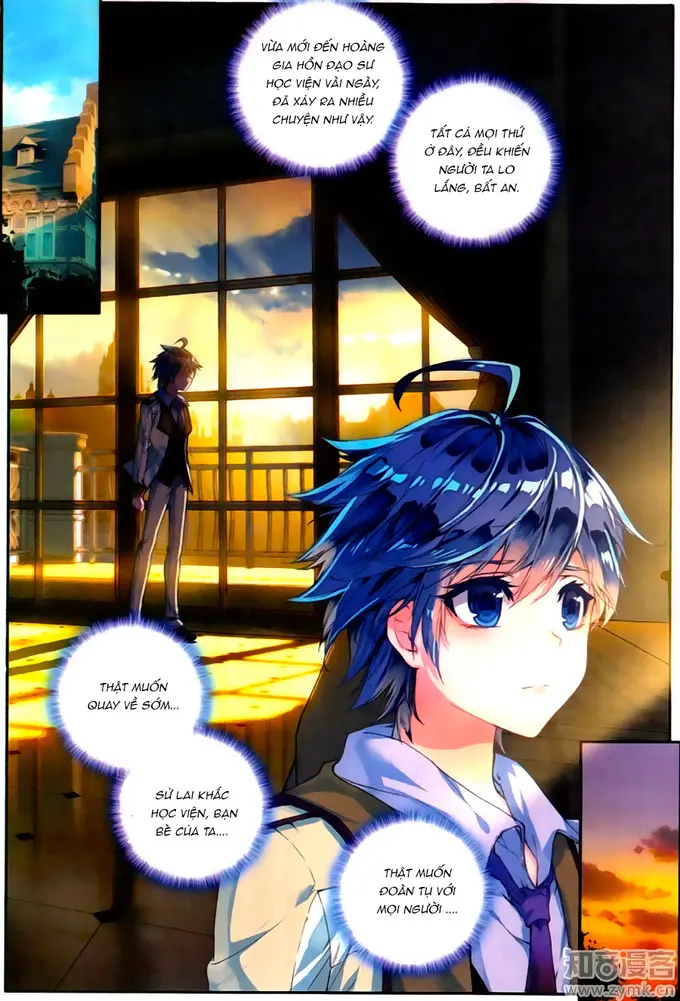 VỪA MỚI ĐẾN HOÀNG
GIA HỒN ĐẠO SƯ
HỌC VIỆN VÀI NGÀY,
ĐÃ XẢY RA NHIỀU
CHUYỆN NHƯ VẬY.
TẤT CẢ MỌI THỨ
Ở ĐÂY, ĐỀU KHIẾN
NGƯỜI TA LO
LẮNG, BẤT AN.
THẬT MUỐN
QUAY VỀ SỚM...
SỬ LAI KHẮC
HỌC VIỆN, BẠN
BÈ CỦA TA....
THẬT MUỐN
ĐOÀN TỤ VỚI
MỌI NGƯỜI ....
知音漫客
www.zymk.cn